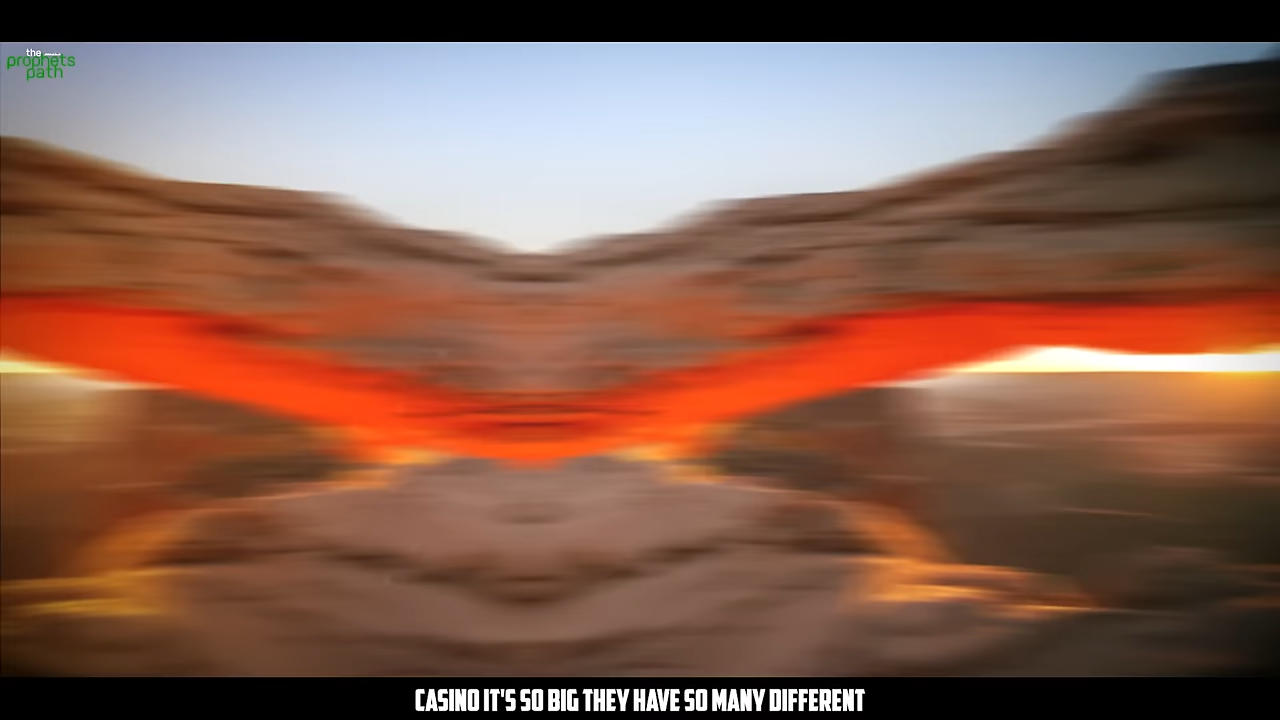 the
prophets
path
CASINO IT'S SO BIG THEY HAVE SO MANY DIFFERENT